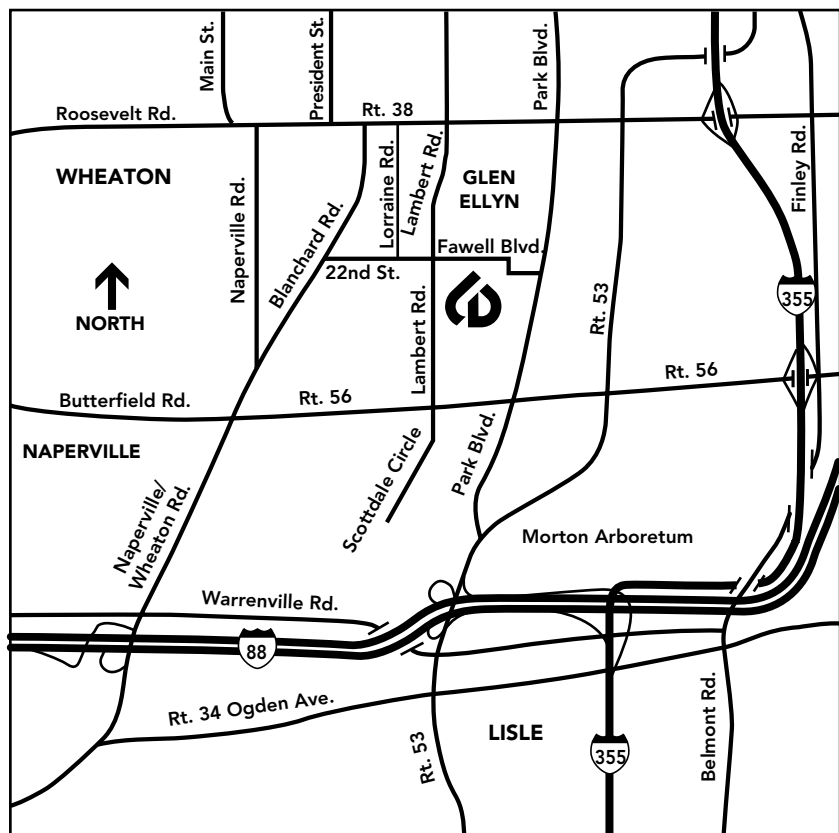 Main St.
President St.
Park Blvd.
Roosevelt Rd.
Rt. 38
Finley Rd.
WHEATON
Naperville Rd.
Blanchard Rd.
Lorraine Rd.
Lambert Rd.
GLEN
ELLYN
Fawell Blvd.
22nd St.
NORTH
Lambert Rd.
Rt. 53
355
Butterfield Rd.
Rt. 56
Rt. 56
NAPERVILLE
Naperville/
Wheaton Rd.
Scottdale Circle
Park Blvd.
Morton Arboretum
Warrenville Rd.
88
Rt. 34 Ogden Ave.
Rt. 53
LISLE
355
Belmont Rd.